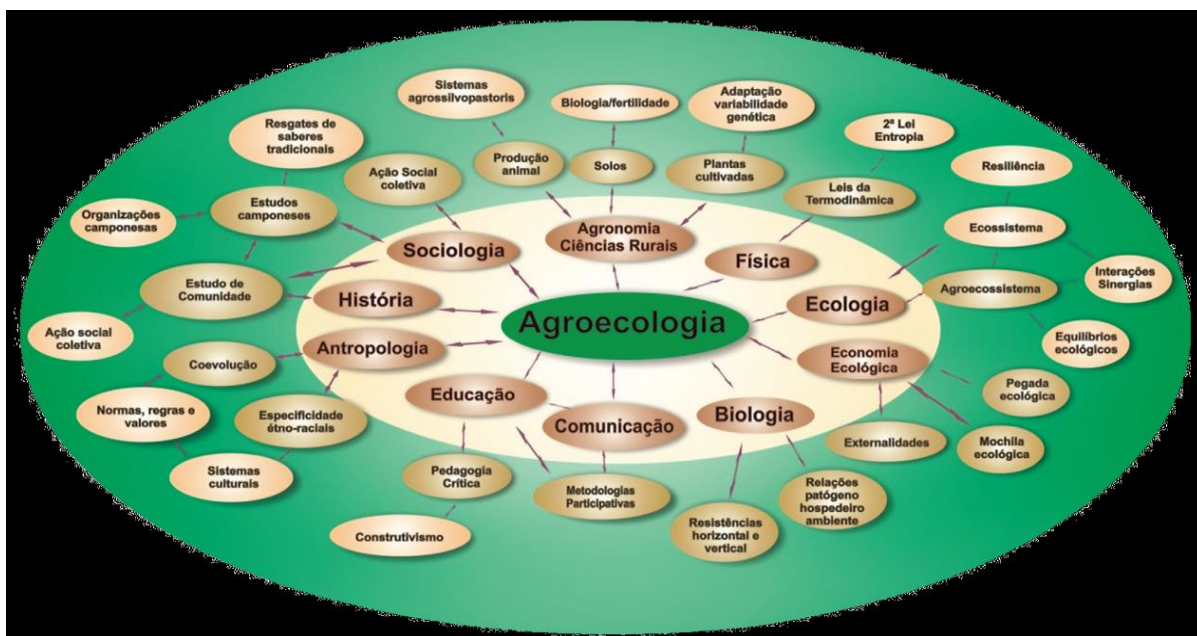 Sistemas
agrossilvopastoris
Biologia/fertilidade
Adaptação
variabilidade
genética
2ª Lei
Entropia
Resgates de
saberes
tradicionais
Ação Social
coletiva
Produção
animal
Solos
Plantas
cultivadas
Leis da
Termodinâmica
Resiliência
Organizações
camponesas
Estudos
camponeses
Sociologia
Agronomia
Ciências Rurais
Física
Ecossistema
Estudo de
Comunidade
História
Agroecologia
Ecologia
Agroecossistema
Interações
Sinergias
Ação social
coletiva
Coevolução
Antropologia
Economia
Ecológica
Equilíbrios
ecológicos
Normas, regras e
valores
Especificidade
étno-raciais
Educação
Comunicação
Biologia
Pegada
ecológica
Externalidades
Mochila
ecológica
Sistemas
culturais
Pedagogia
Crítica
Metodologias
Participativas
Relações
patógeno
hospedeiro
ambiente
Resistências
horizontal e
vertical
Construtivismo